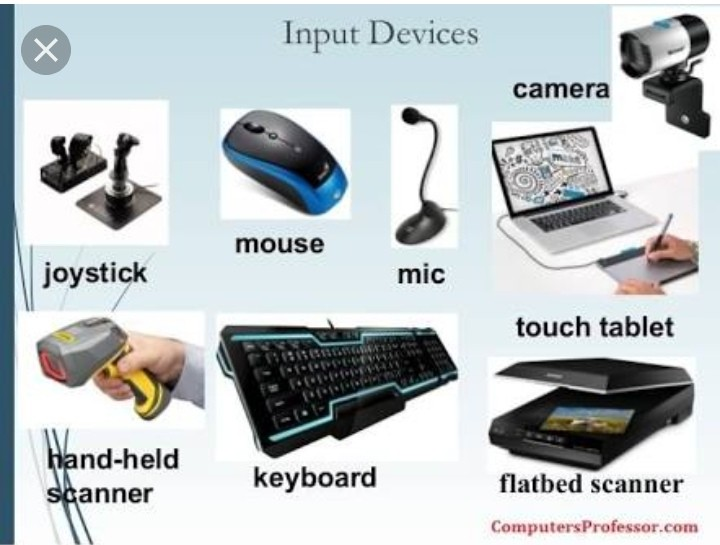 Input Devices
camera
joystick
mouse
mic
touch tablet
hand-held
scanner
keyboard
flatbed scanner
ComputersProfessor.com